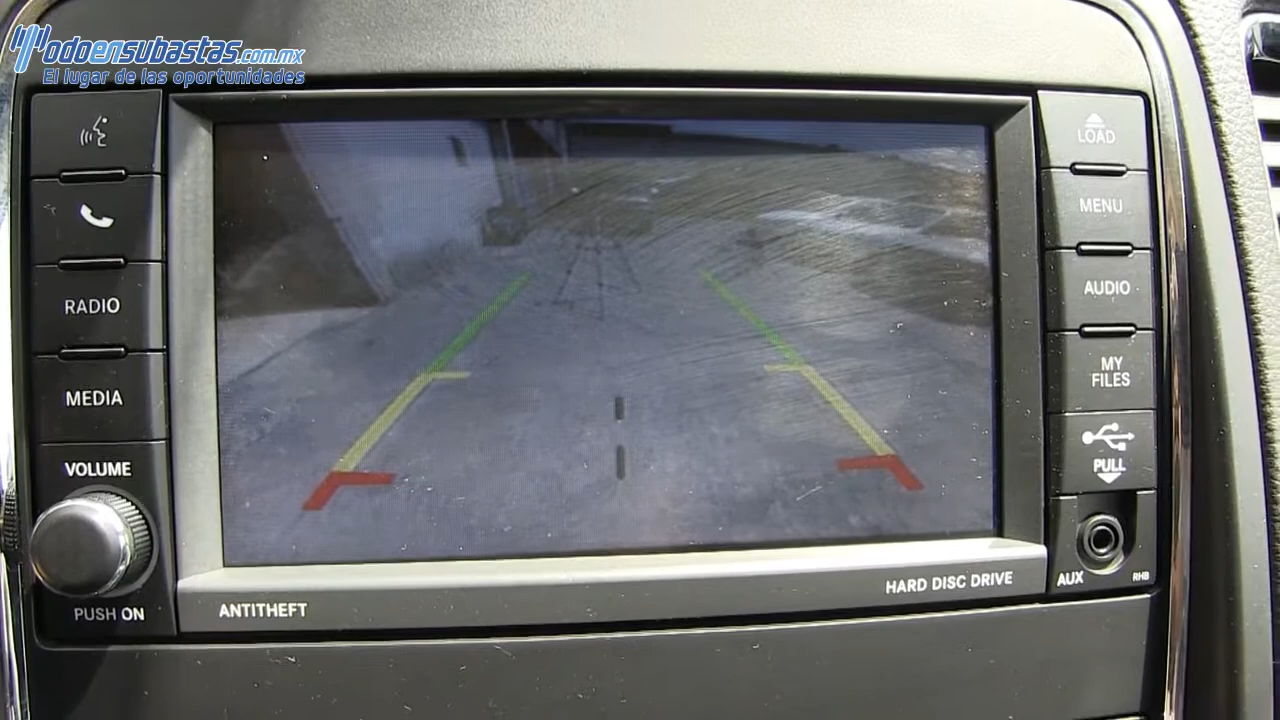 Todoensubastas.com.mx
El lugar de las oportunidades
RADIO
MEDIA
VOLUME
PUSH ON
ANTITHEFT
HARD DISC DRIVE
LOAD
MENU
AUDIO
MY
FILES
PULL
AUX
RHB